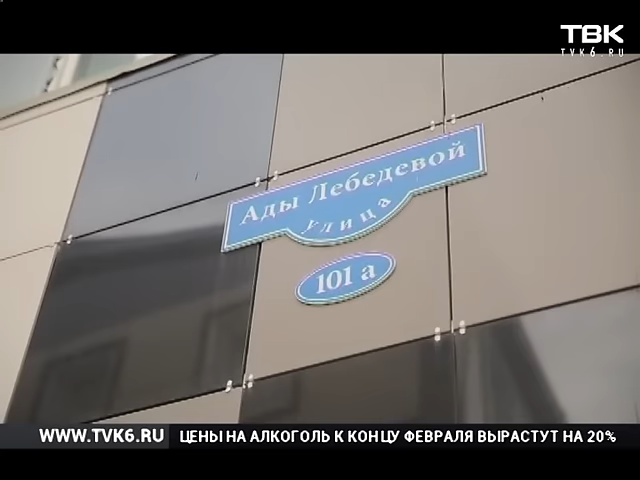 ТВК
TVK6.RU
Ады Лебедевой
улица
101 а
WWW.TVK6.RU ЦЕНЫ НА АЛКОГОЛЬ К КОНЦУ ФЕВРАЛЯ ВЫРАСТУТ НА 20%